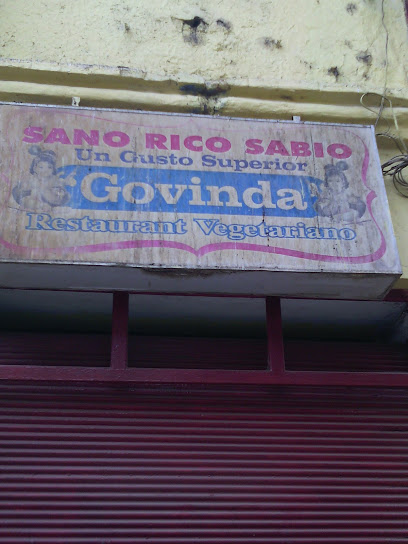 SANO RICO SABIO
Un Gusto Superior
"Govinda"
Restaurant Vegetariano